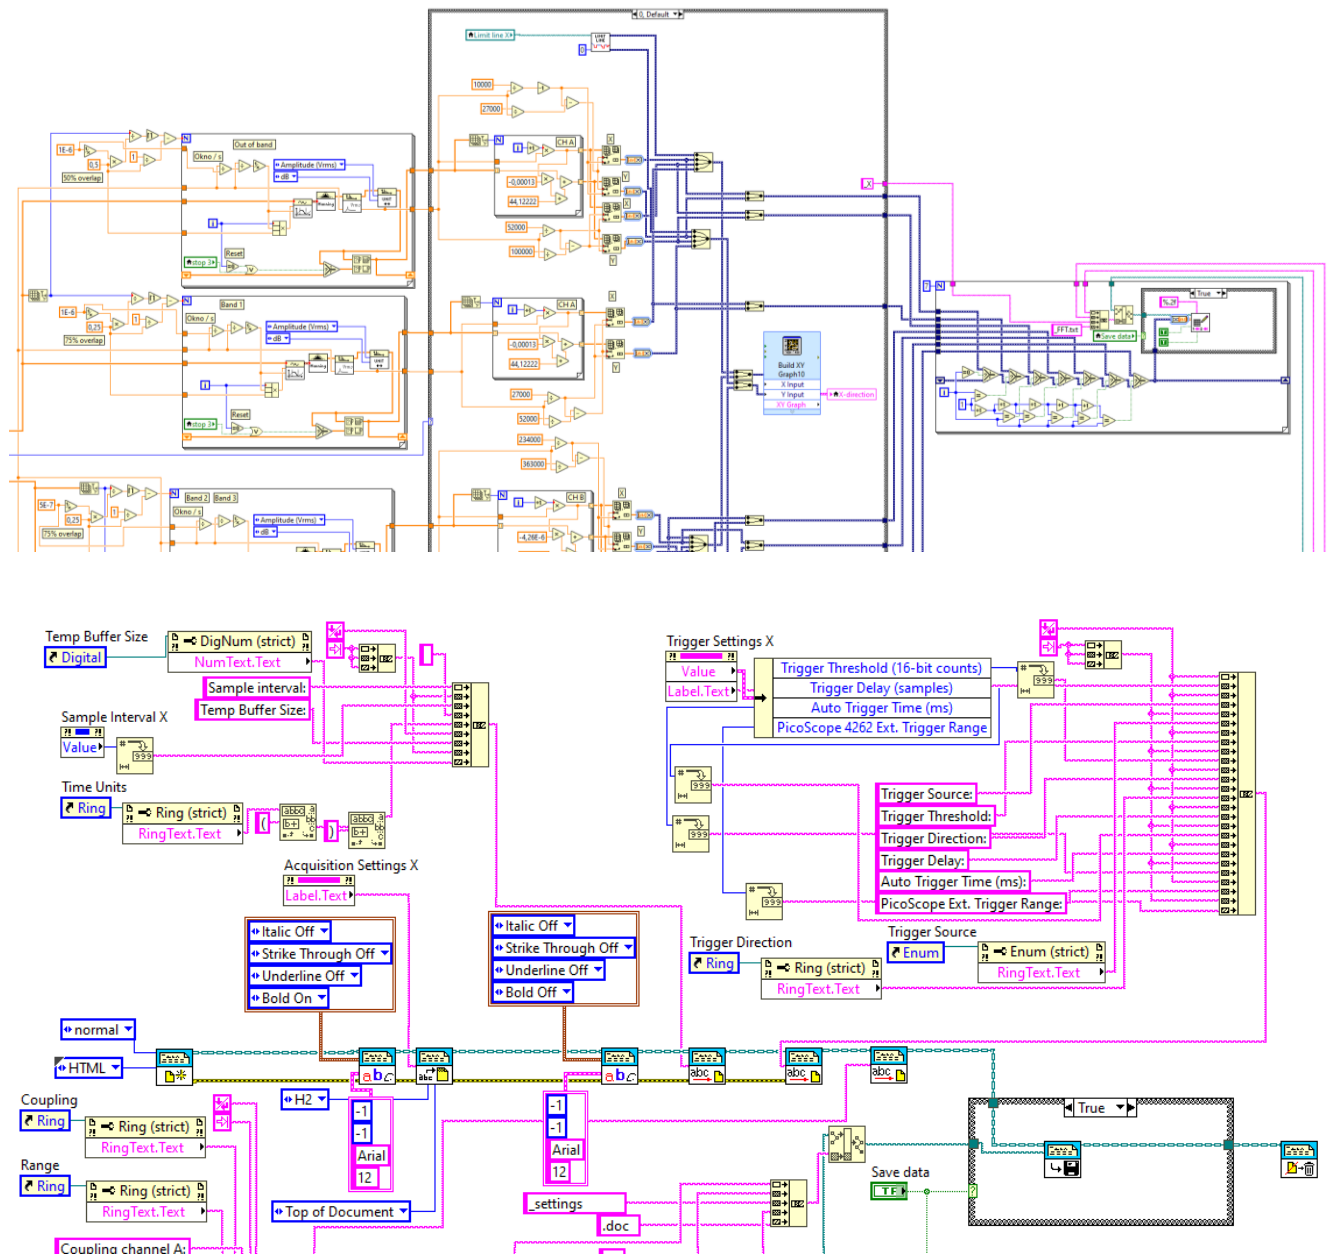 0, Default
Limit line X
0
10000
27000
Out of band
Okno / s
1E-6
0,5
1
50% overlap
N
Amplitude (Vrms)
dB
i
Reset
stop 3
N
i
CH A
-0,00013
44,12222
X
Y
X
Y
52000
100000
_X
Band 1
Okno / s
1E-6
0,25
1
75% overlap
N
Amplitude (Vrms)
dB
i
Reset
stop 3
N
i
CH A
-0,00013
44,12222
X
Y
27000
52000
234000
363000
Build XY
Graph10
X Input
Y Input
XY Graph
X-direction
7
N
True
%.2f
_FFT.txt
Save data
i
1
Band 2
Band 3
Okno / s
5E-7
0,25
1
75% overlap
N
Amplitude (Vrms)
dB
N
i
CH B
-4,26E-6
X
Y
Temp Buffer Size
Digital
DigNum (strict)
NumText.Text
Sample interval:
Temp Buffer Size:
Sample Interval X
Value
Time Units
Ring
Ring (strict)
RingText.Text
(
)
Acquisition Settings X
Label.Text
Trigger Settings X
Value
Label.Text
Trigger Threshold (16-bit counts)
Trigger Delay (samples)
Auto Trigger Time (ms)
PicoScope 4262 Ext. Trigger Range
Trigger Source:
Trigger Threshold:
Trigger Direction:
Trigger Delay:
Auto Trigger Time (ms):
PicoScope Ext. Trigger Range:
Trigger Direction
Ring
Ring (strict)
RingText.Text
Trigger Source
Enum
Enum (strict)
RingText.Text
Italic Off
Strike Through Off
Underline Off
Bold On
Italic Off
Strike Through Off
Underline Off
Bold Off
normal
HTML
H2
-1
-1
Arial
12
-1
-1
Arial
12
Top of Document
Coupling
Ring
Ring (strict)
RingText.Text
Range
Ring
Ring (strict)
RingText.Text
Coupling channel A:
_settings
.doc
Save data
TF
True